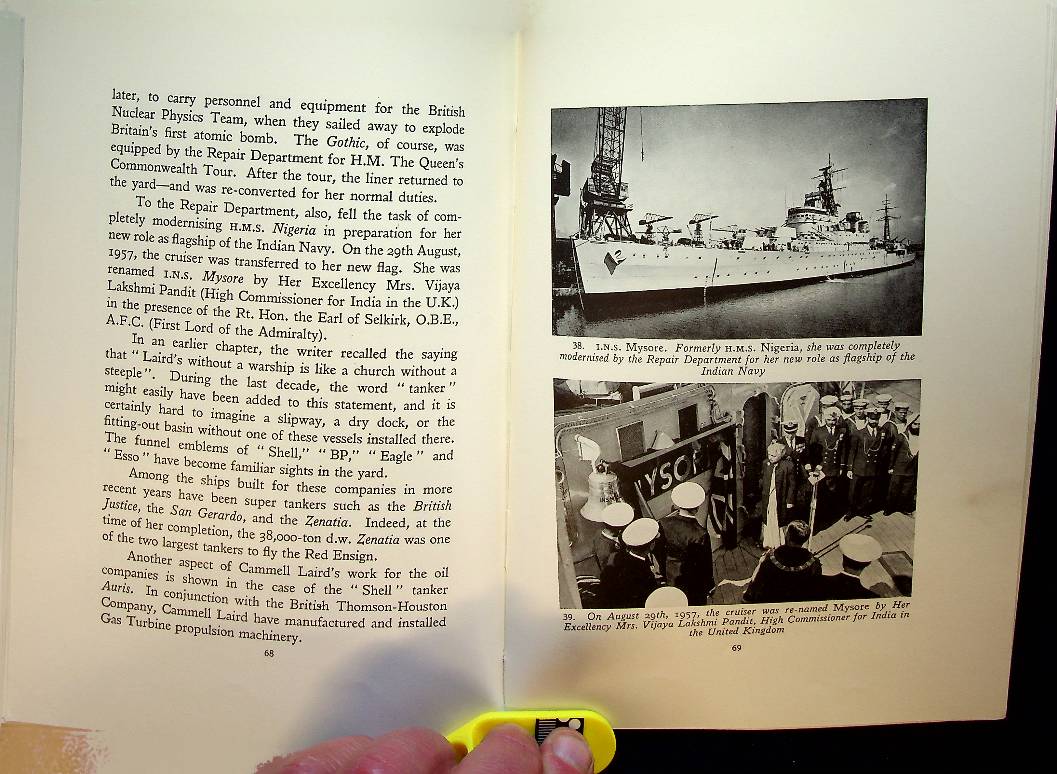 later, to carry personnel and equipment for the British
Nuclear Physics Team, when they sailed away to explode
Britain's first atomic bomb. The Gothic, of course, was
equipped by the Repair Department for H.M. The Queen's
Commonwealth Tour. After the tour, the liner returned to
the yard—and was re-converted for her normal duties.
To the Repair Department, also, fell the task of com-
pletely modernising H.M.S. Nigeria in preparation for her
new role as flagship of the Indian Navy. On the 29th August,
1957, the cruiser was transferred to her new flag. She was
renamed I.N.S. Mysore by Her Excellency Mrs. Vijaya
Lakshmi Pandit (High Commissioner for India in the U.K.)
in the presence of the Rt. Hon. the Earl of Selkirk, O.B.E.,
A.F.C. (First Lord of the Admiralty).
In an earlier chapter, the writer recalled the saying
that " Laird's without a warship is like a church without a
steeple ". During the last decade, the word " tanker "
might easily have been added to this statement, and it is
certainly hard to imagine a slipway, a dry dock, or the
fitting-out basin without one of these vessels installed there.
The funnel emblems of " Shell," " BP," " Eagle " and
" Esso " have become familiar sights in the yard.
Among the ships built for these companies in more
recent years have been super tankers such as the British
Justice, the San Gerardo, and the Zenatia. Indeed, at the
time of her completion, the 38,000-ton d.w. Zenatia was one
of the two largest tankers to fly the Red Ensign.
Another aspect of Cammell Laird's work for the oil
companies is shown in the case of the " Shell " tanker
Auris. In conjunction with the British Thomson-Houston
Company, Cammell Laird have manufactured and installed
Gas Turbine propulsion machinery.
68
38. I.N.S. Mysore. Formerly H.M.S. Nigeria, she was completely
modernised by the Repair Department for her new role as flagship of the
Indian Navy
MYSOR
39. On August 29th, 1957, the cruiser was re-named Mysore by Her
Excellency Mrs. Vijaya Lakshmi Pandit, High Commissioner for India in
the United Kingdom
69